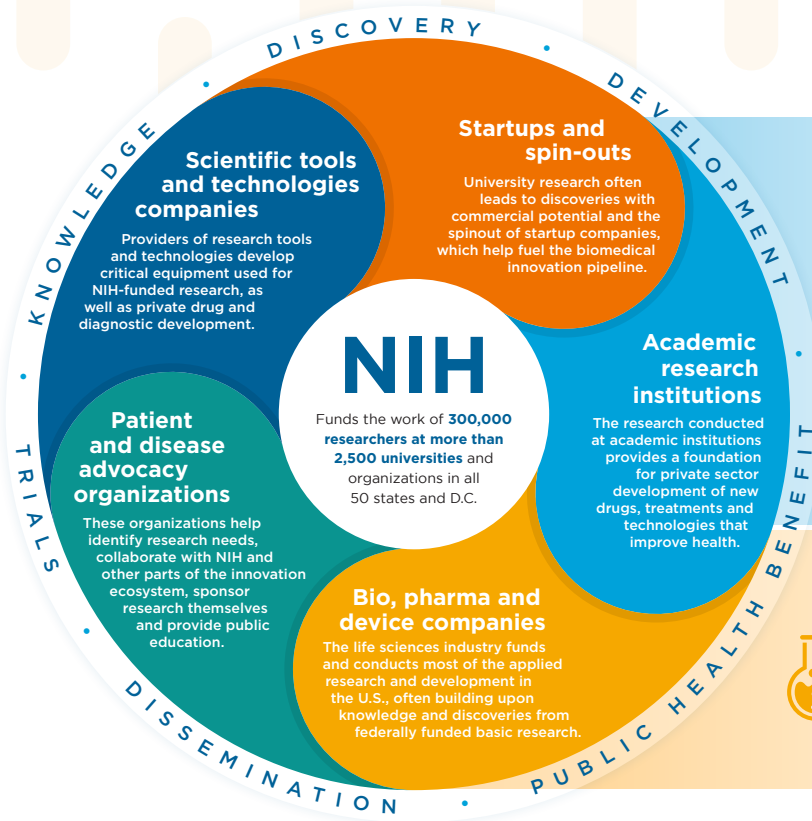 DISCOVERY
DEVELOPMENT
PUBLIC HEALTH BENEFIT
DISSEMINATION
TRIALS
KNOWLEDGE
Scientific tools
and technologies
companies
Providers of research tools
and technologies develop
critical equipment used for
NIH-funded research, as
well as private drug and
diagnostic development.
Startups and
spin-outs
University research often
leads to discoveries with
commercial potential and the
spinout of startup companies,
which help fuel the biomedical
innovation pipeline.
Academic
research
institutions
The research conducted
at academic institutions
provides a foundation
for private sector
development of new
drugs, treatments and
technologies that
improve health.
NIH
Funds the work of 300,000
researchers at more than
2,500 universities and
organizations in all
50 states and D.C.
Patient
and disease
advocacy
organizations
These organizations help
identify research needs,
collaborate with NIH and
other parts of the innovation
ecosystem, sponsor
research themselves
and provide public
education.
Bio, pharma and
device companies
The life sciences industry funds
and conducts most of the applied
research and development in
the U.S., often building upon
knowledge and discoveries from
federally funded basic research.